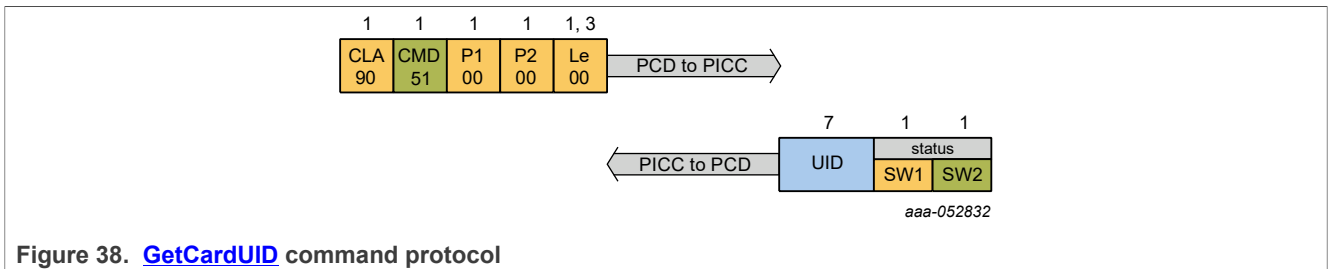 1 1 1 1 1, 3
CLA CMD P1 P2 Le
90 51 00 00 00
PCD to PICC
7 1 1
PICC to PCD
UID
status
SW1 SW2
aaa-052832
Figure 38. GetCardUID command protocol